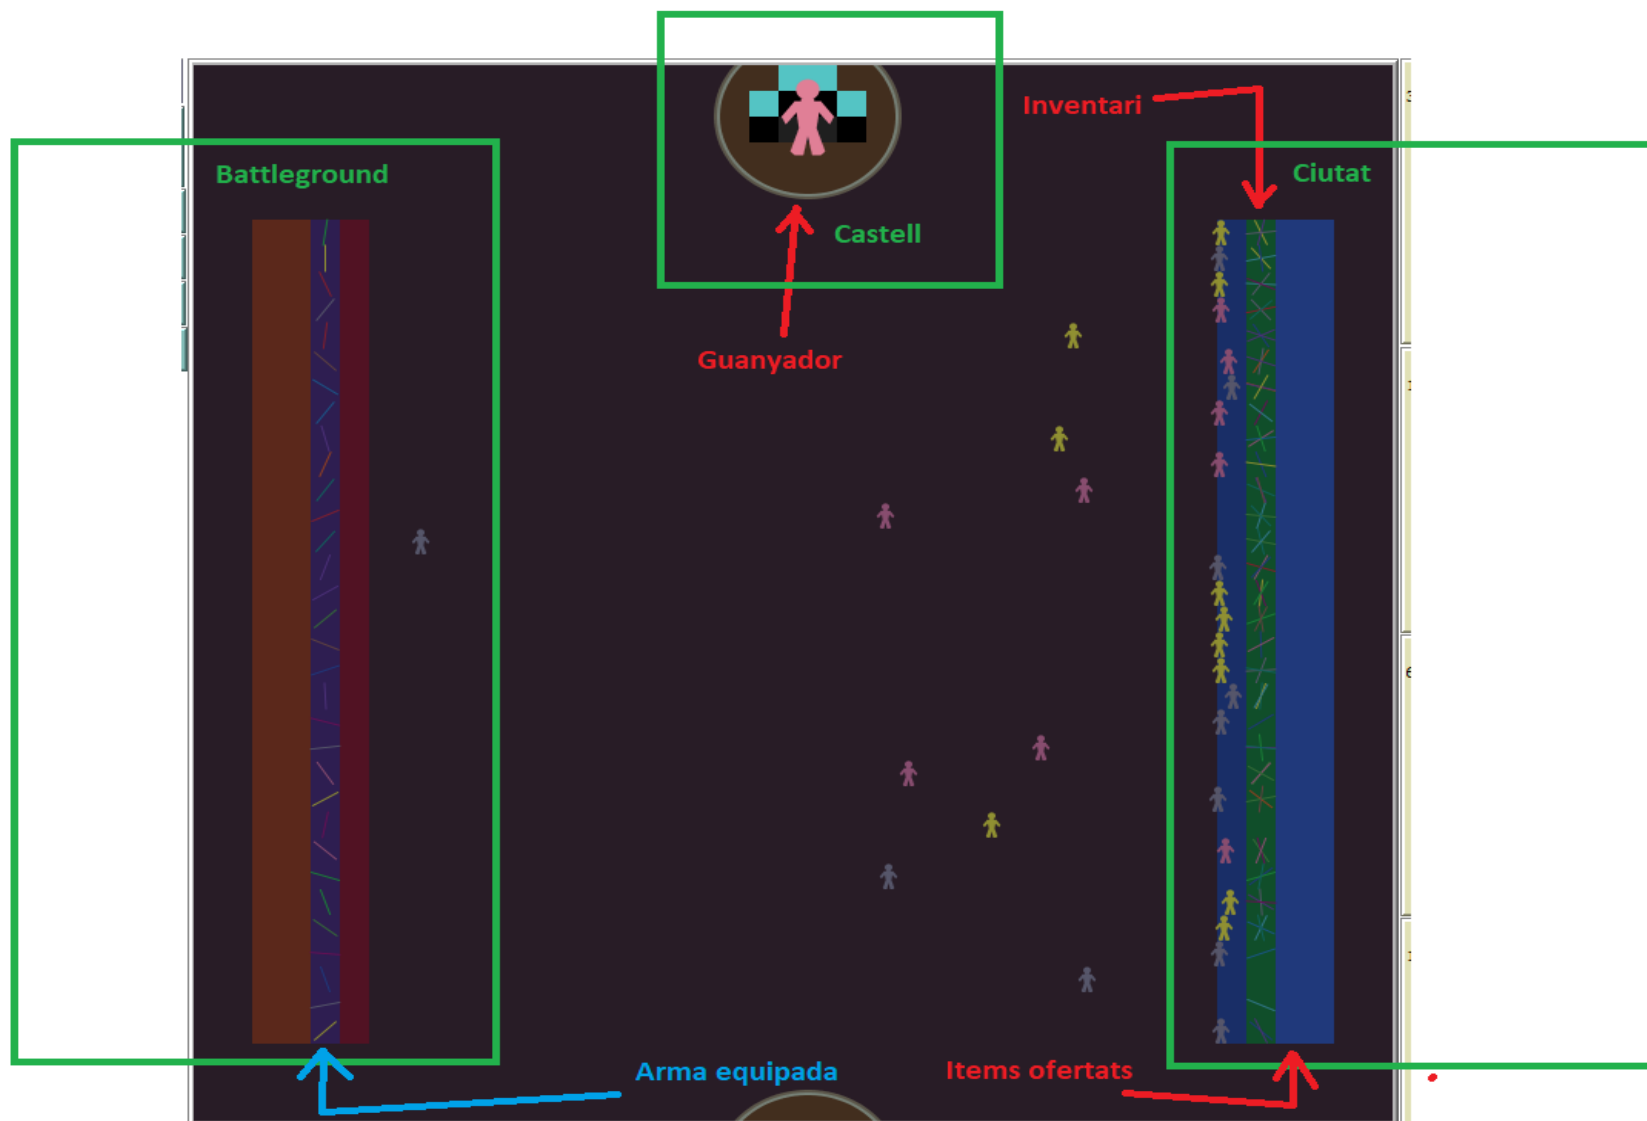 Inventari
Battleground
Ciutat
Castell
Guanyador
Arma equipada
Items ofertats